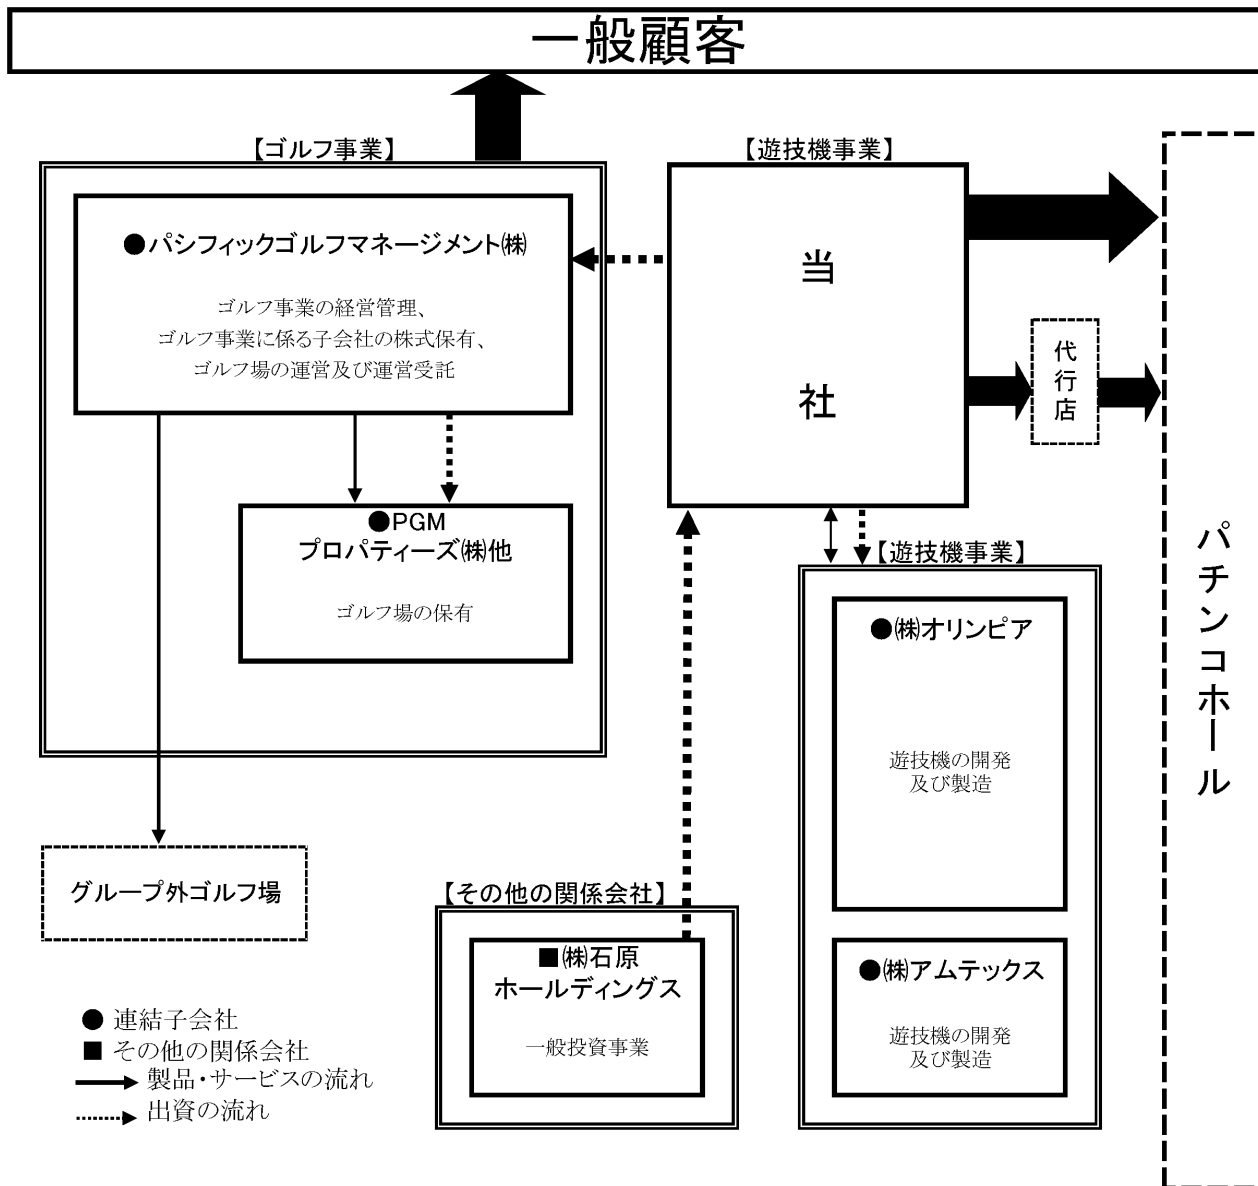 一般顧客
【ゴルフ事業】
●パシフィックゴルフマネージメント㈱
ゴルフ事業の経営管理、
ゴルフ事業に係る子会社の株式保有、
ゴルフ場の運営及び運営受託
●PGM
プロパティーズ㈱他
ゴルフ場の保有
グループ外ゴルフ場
【遊技機事業】
当社
代行店
パチンコホール
【遊技機事業】
●㈱オリンピア
遊技機の開発
及び製造
●㈱アムテックス
遊技機の開発
及び製造
【その他の関係会社】
■㈱石原
ホールディングス
一般投資事業
● 連結子会社
■ その他の関係会社
製品・サービスの流れ
出資の流れ